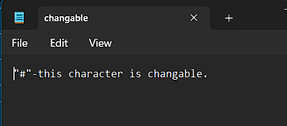 changable
File Edit View
"#"-this character is changable.